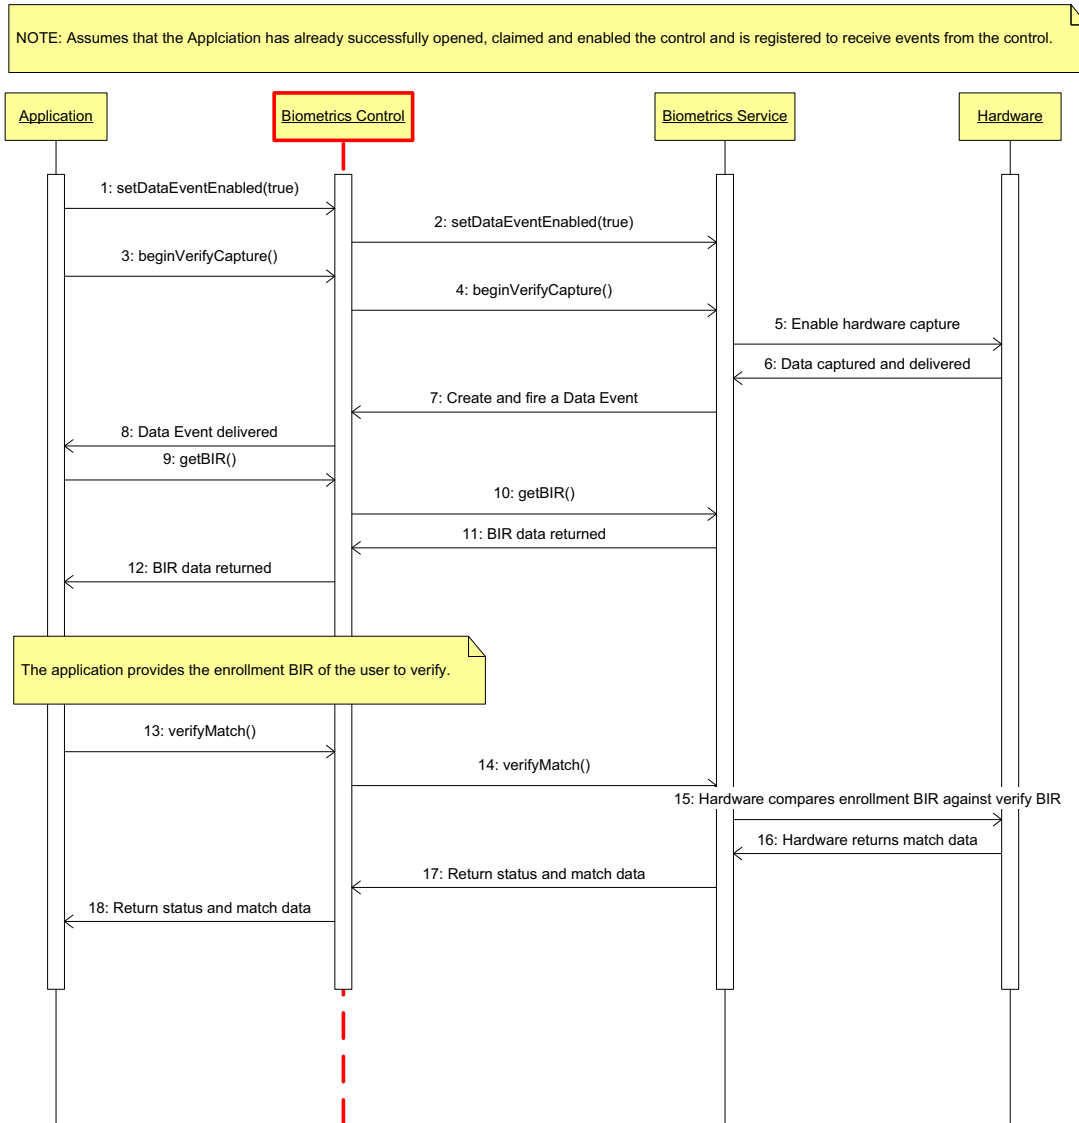 NOTE: Assumes that the Applciation has already successfully opened, claimed and enabled the control and is registered to receive events from the control.
Application
Biometrics Control
Biometrics Service
Hardware
1: setDataEventEnabled(true)
2: setDataEventEnabled(true)
3: beginVerifyCapture()
4: beginVerifyCapture()
5: Enable hardware capture
6: Data captured and delivered
7: Create and fire a Data Event
8: Data Event delivered
9: getBIR()
10: getBIR()
11: BIR data returned
12: BIR data returned
The application provides the enrollment BIR of the user to verify.
13: verifyMatch()
14: verifyMatch()
15: Hardware compares enrollment BIR against verify BIR
16: Hardware returns match data
17: Return status and match data
18: Return status and match data